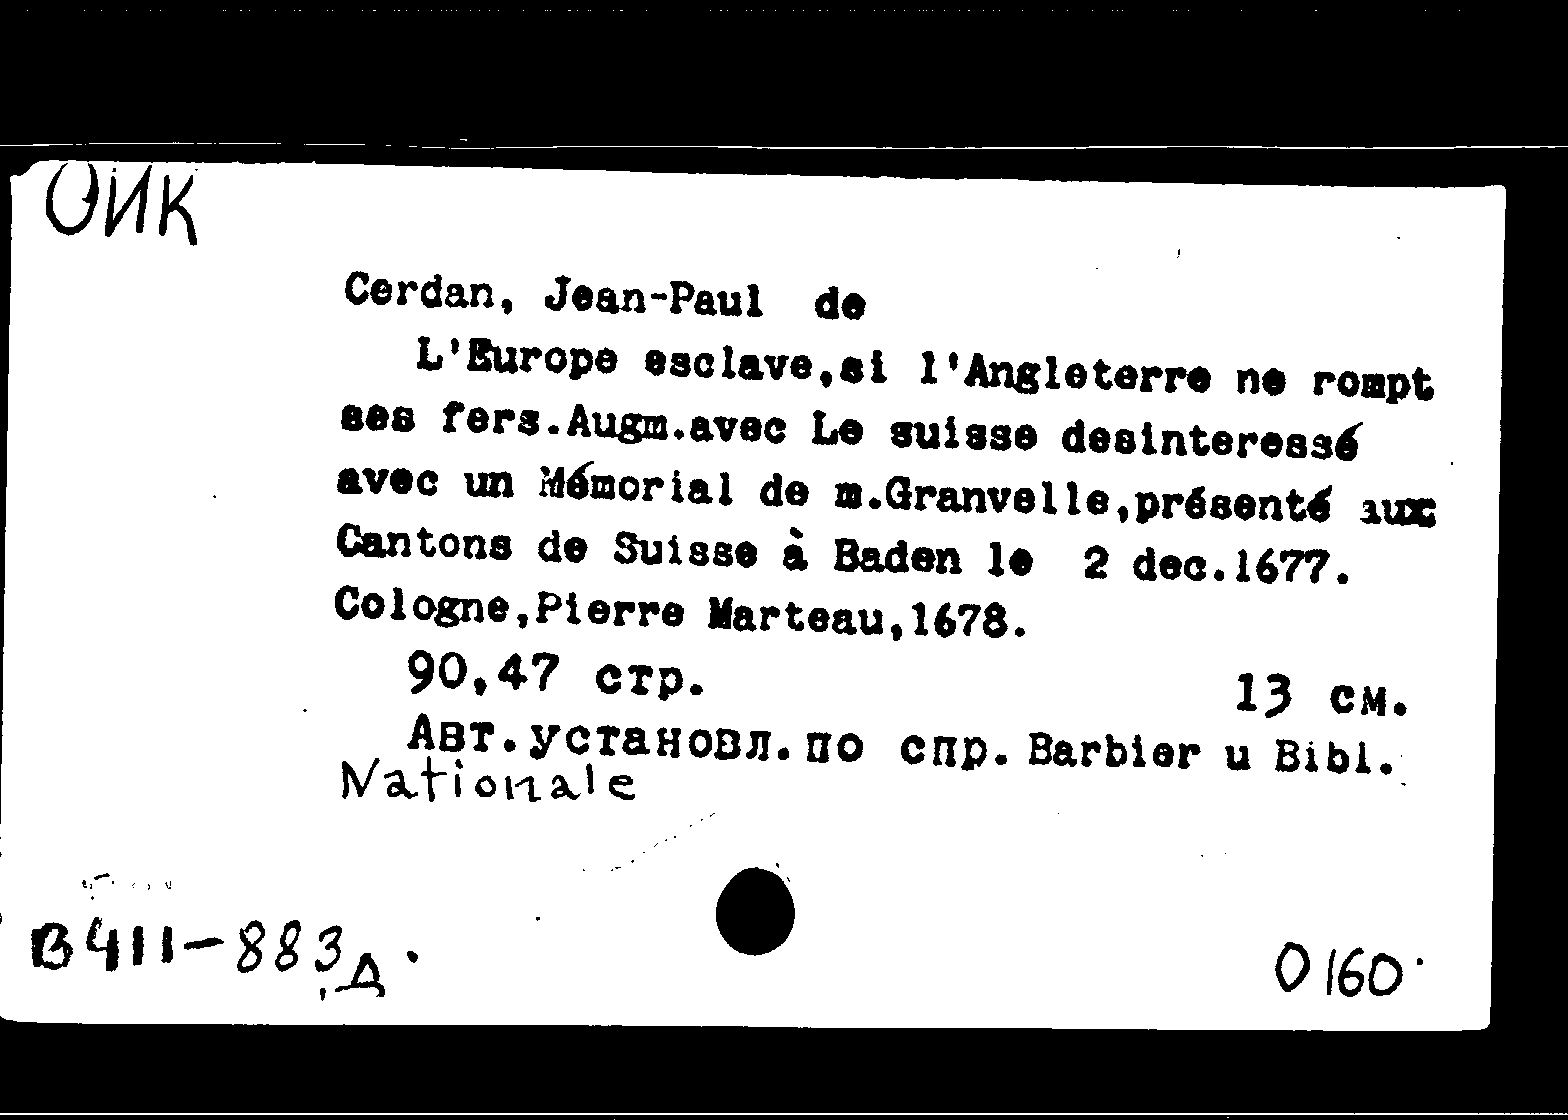 ОИК
Cerdan, Jean-Paul de
L'Europe esclave,si l'Angleterre ne rompt
ses fers.Augm.avec Le suisse desinteressé
avec un Mémorial de m.Granvelle,présenté aux
Cantons de Suisse à Baden le 2 dec.1677.
Cologne,Pierre Marteau,1678.
90,47 стр. 13 см.
Авт.установл.по спр.Barbier и Bibl.
Nationale
В411-883д.
0160